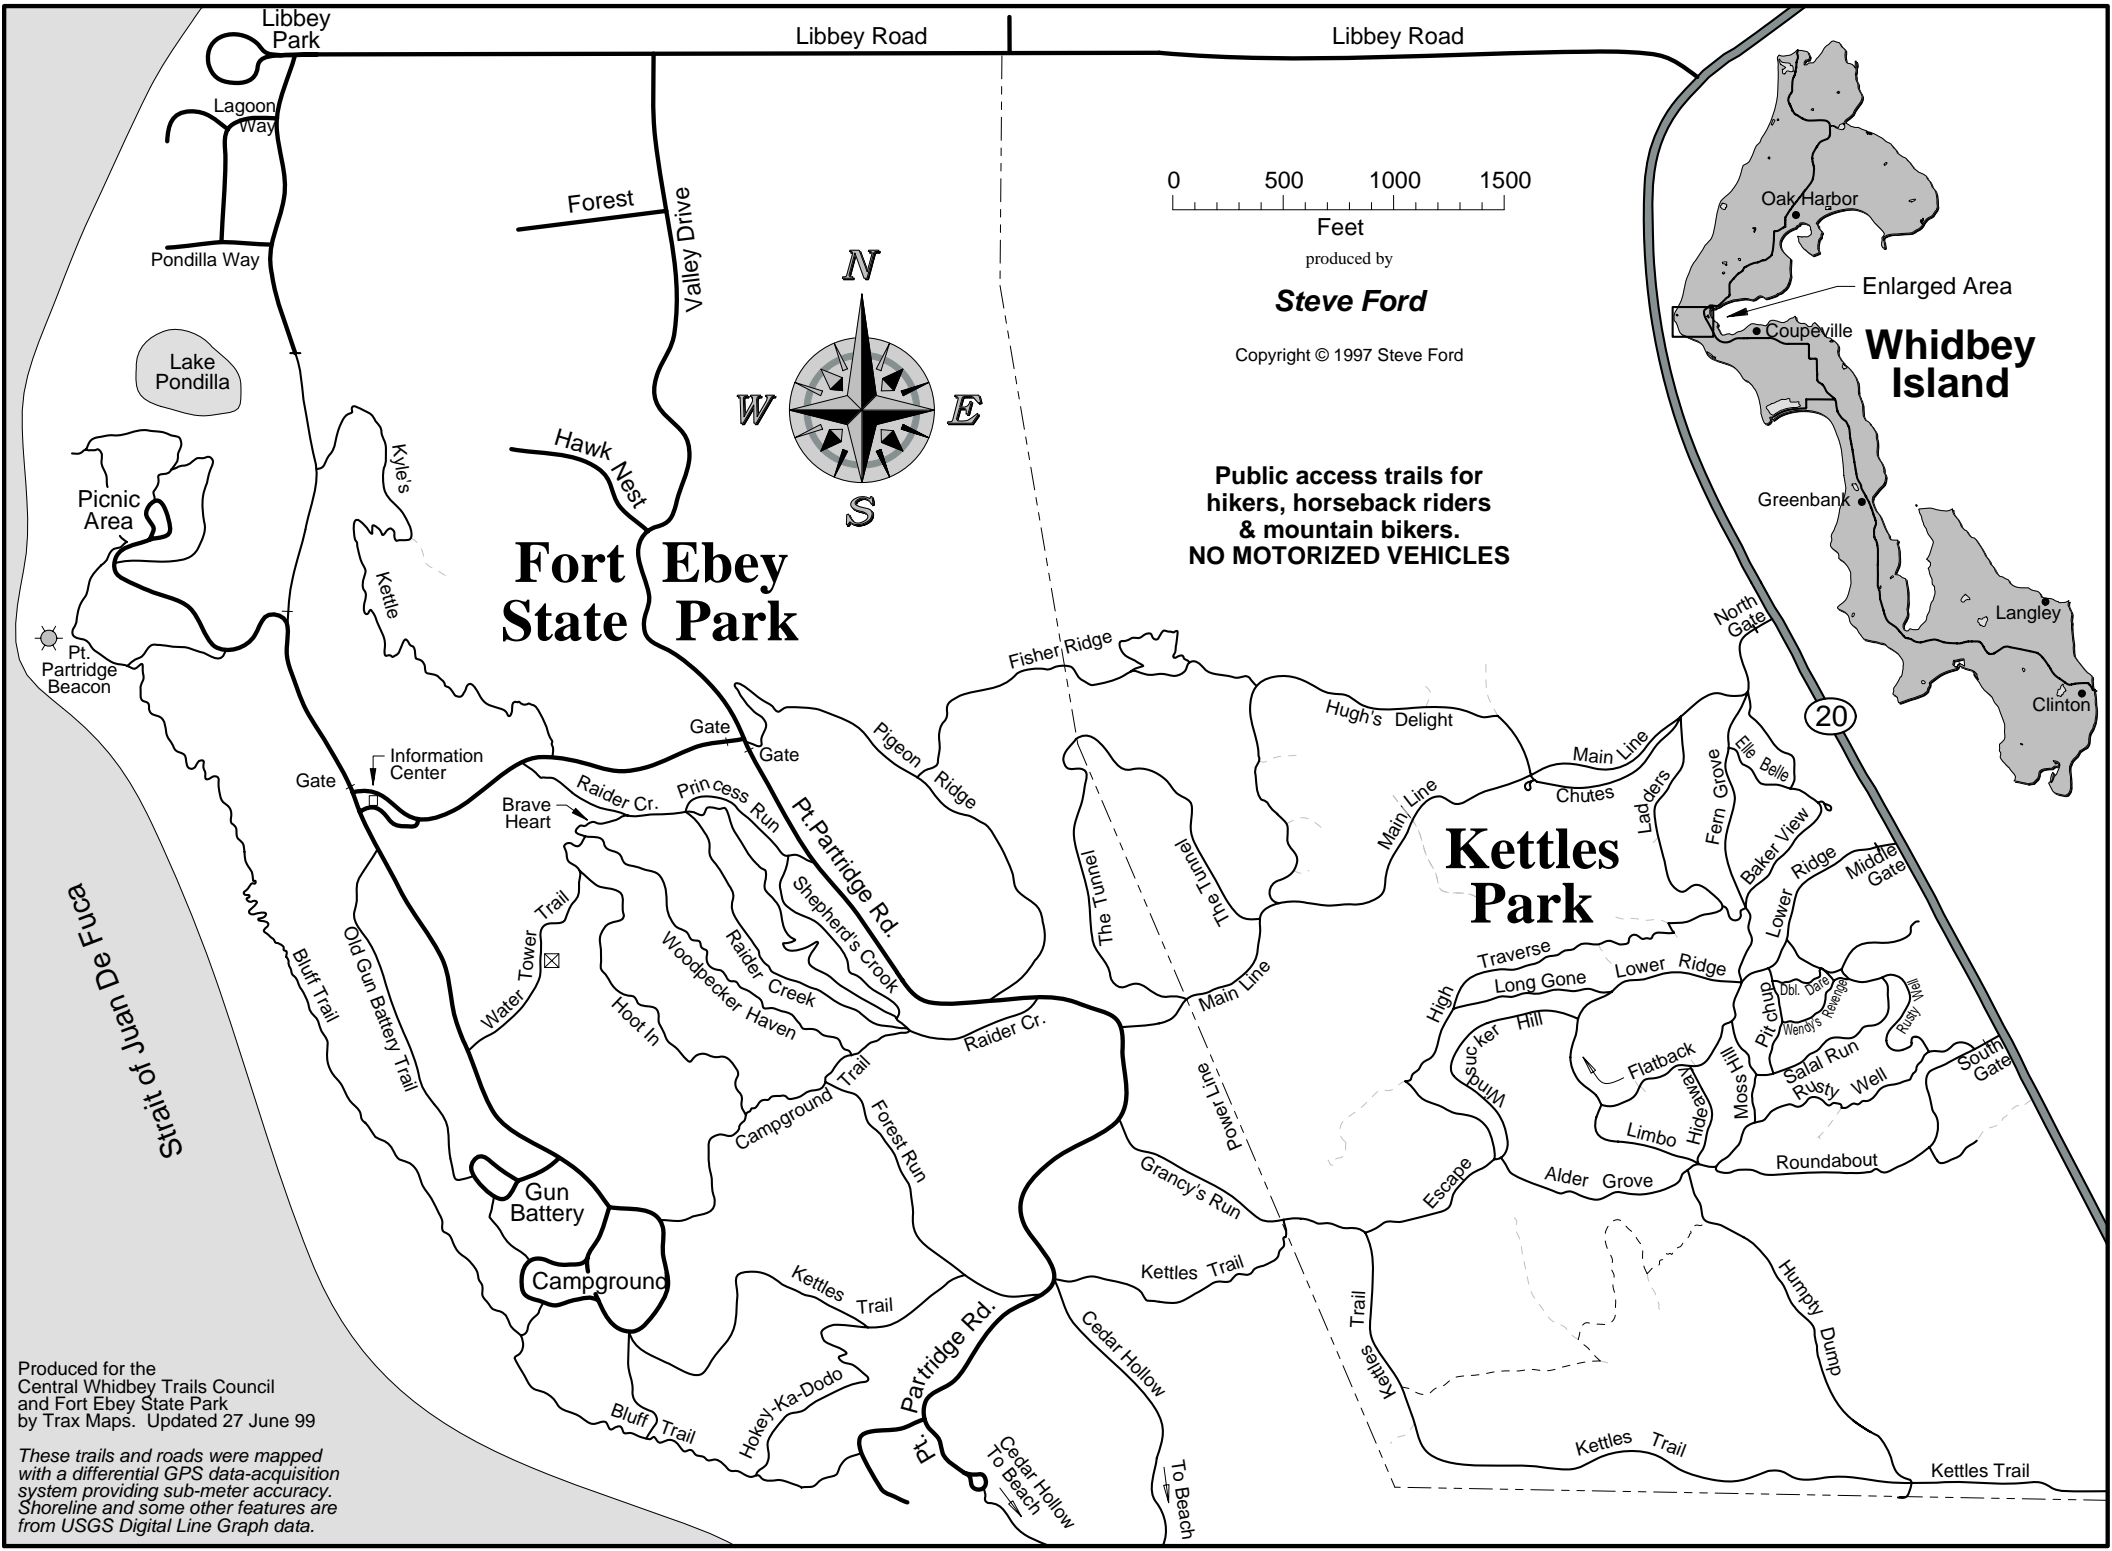 Libbey
Park
Libbey Road
Libbey Road
Lagoon
Way
Pondilla Way
Forest
Valley Drive
0 500 1000 1500
Feet
produced by
Steve Ford
Copyright © 1997 Steve Ford
N
W E
S
Oak Harbor
Enlarged Area
Coupeville
Whidbey
Island
Greenbank
Langley
Clinton
20
Lake
Pondilla
Picnic
Area
Kyle's
Kettle
Hawk Nest
Fort Ebey
State Park
Public access trails for
hikers, horseback riders
& mountain bikers.
NO MOTORIZED VEHICLES
Pt.
Partridge
Beacon
North
Gate
Fisher Ridge
Hugh's Delight
Pigeon Ridge
Gate
Gate
Gate
Information
Center
Raider Cr.
Princess Run
Brave
Heart
Pt. Partridge Rd.
Main Line
Main Line
Chutes
Ladders
Fern Grove
Elle Belle
Baker View
Kettles
Park
The Tunnel
The Tunnel
Lower Ridge
Middle
Gate
Strait of Juan De Fuca
Bluff Trail
Old Gun Battery Trail
Water Tower Trail
Hoot In
Woodpecker Haven
Raider Creek
Shepherd's Crook
Raider Cr.
Main Line
Power Line
High Traverse
Long Gone
Lower Ridge
Wind sucker Hill
Flatback
Hideaway
Limbo
Moss Hill
Pit chup
Dbl. Dare
Wendy's Revenge
Rusty Well
Salal Run
Rusty Well
South
Gate
Campground Trail
Forest Run
Grancy's Run
Escape
Alder Grove
Roundabout
Gun
Battery
Campground
Kettles Trail
Kettles Trail
Kettles Trail
Humpty Dump
Cedar Hollow
Pt. Partridge Rd.
Hokey-Ka-Dodo
Bluff Trail
Cedar Hollow
To Beach
To Beach
Kettles Trail
Kettles Trail
Produced for the
Central Whidbey Trails Council
and Fort Ebey State Park
by Trax Maps. Updated 27 June 99
These trails and roads were mapped
with a differential GPS data-acquisition
system providing sub-meter accuracy.
Shoreline and some other features are
from USGS Digital Line Graph data.